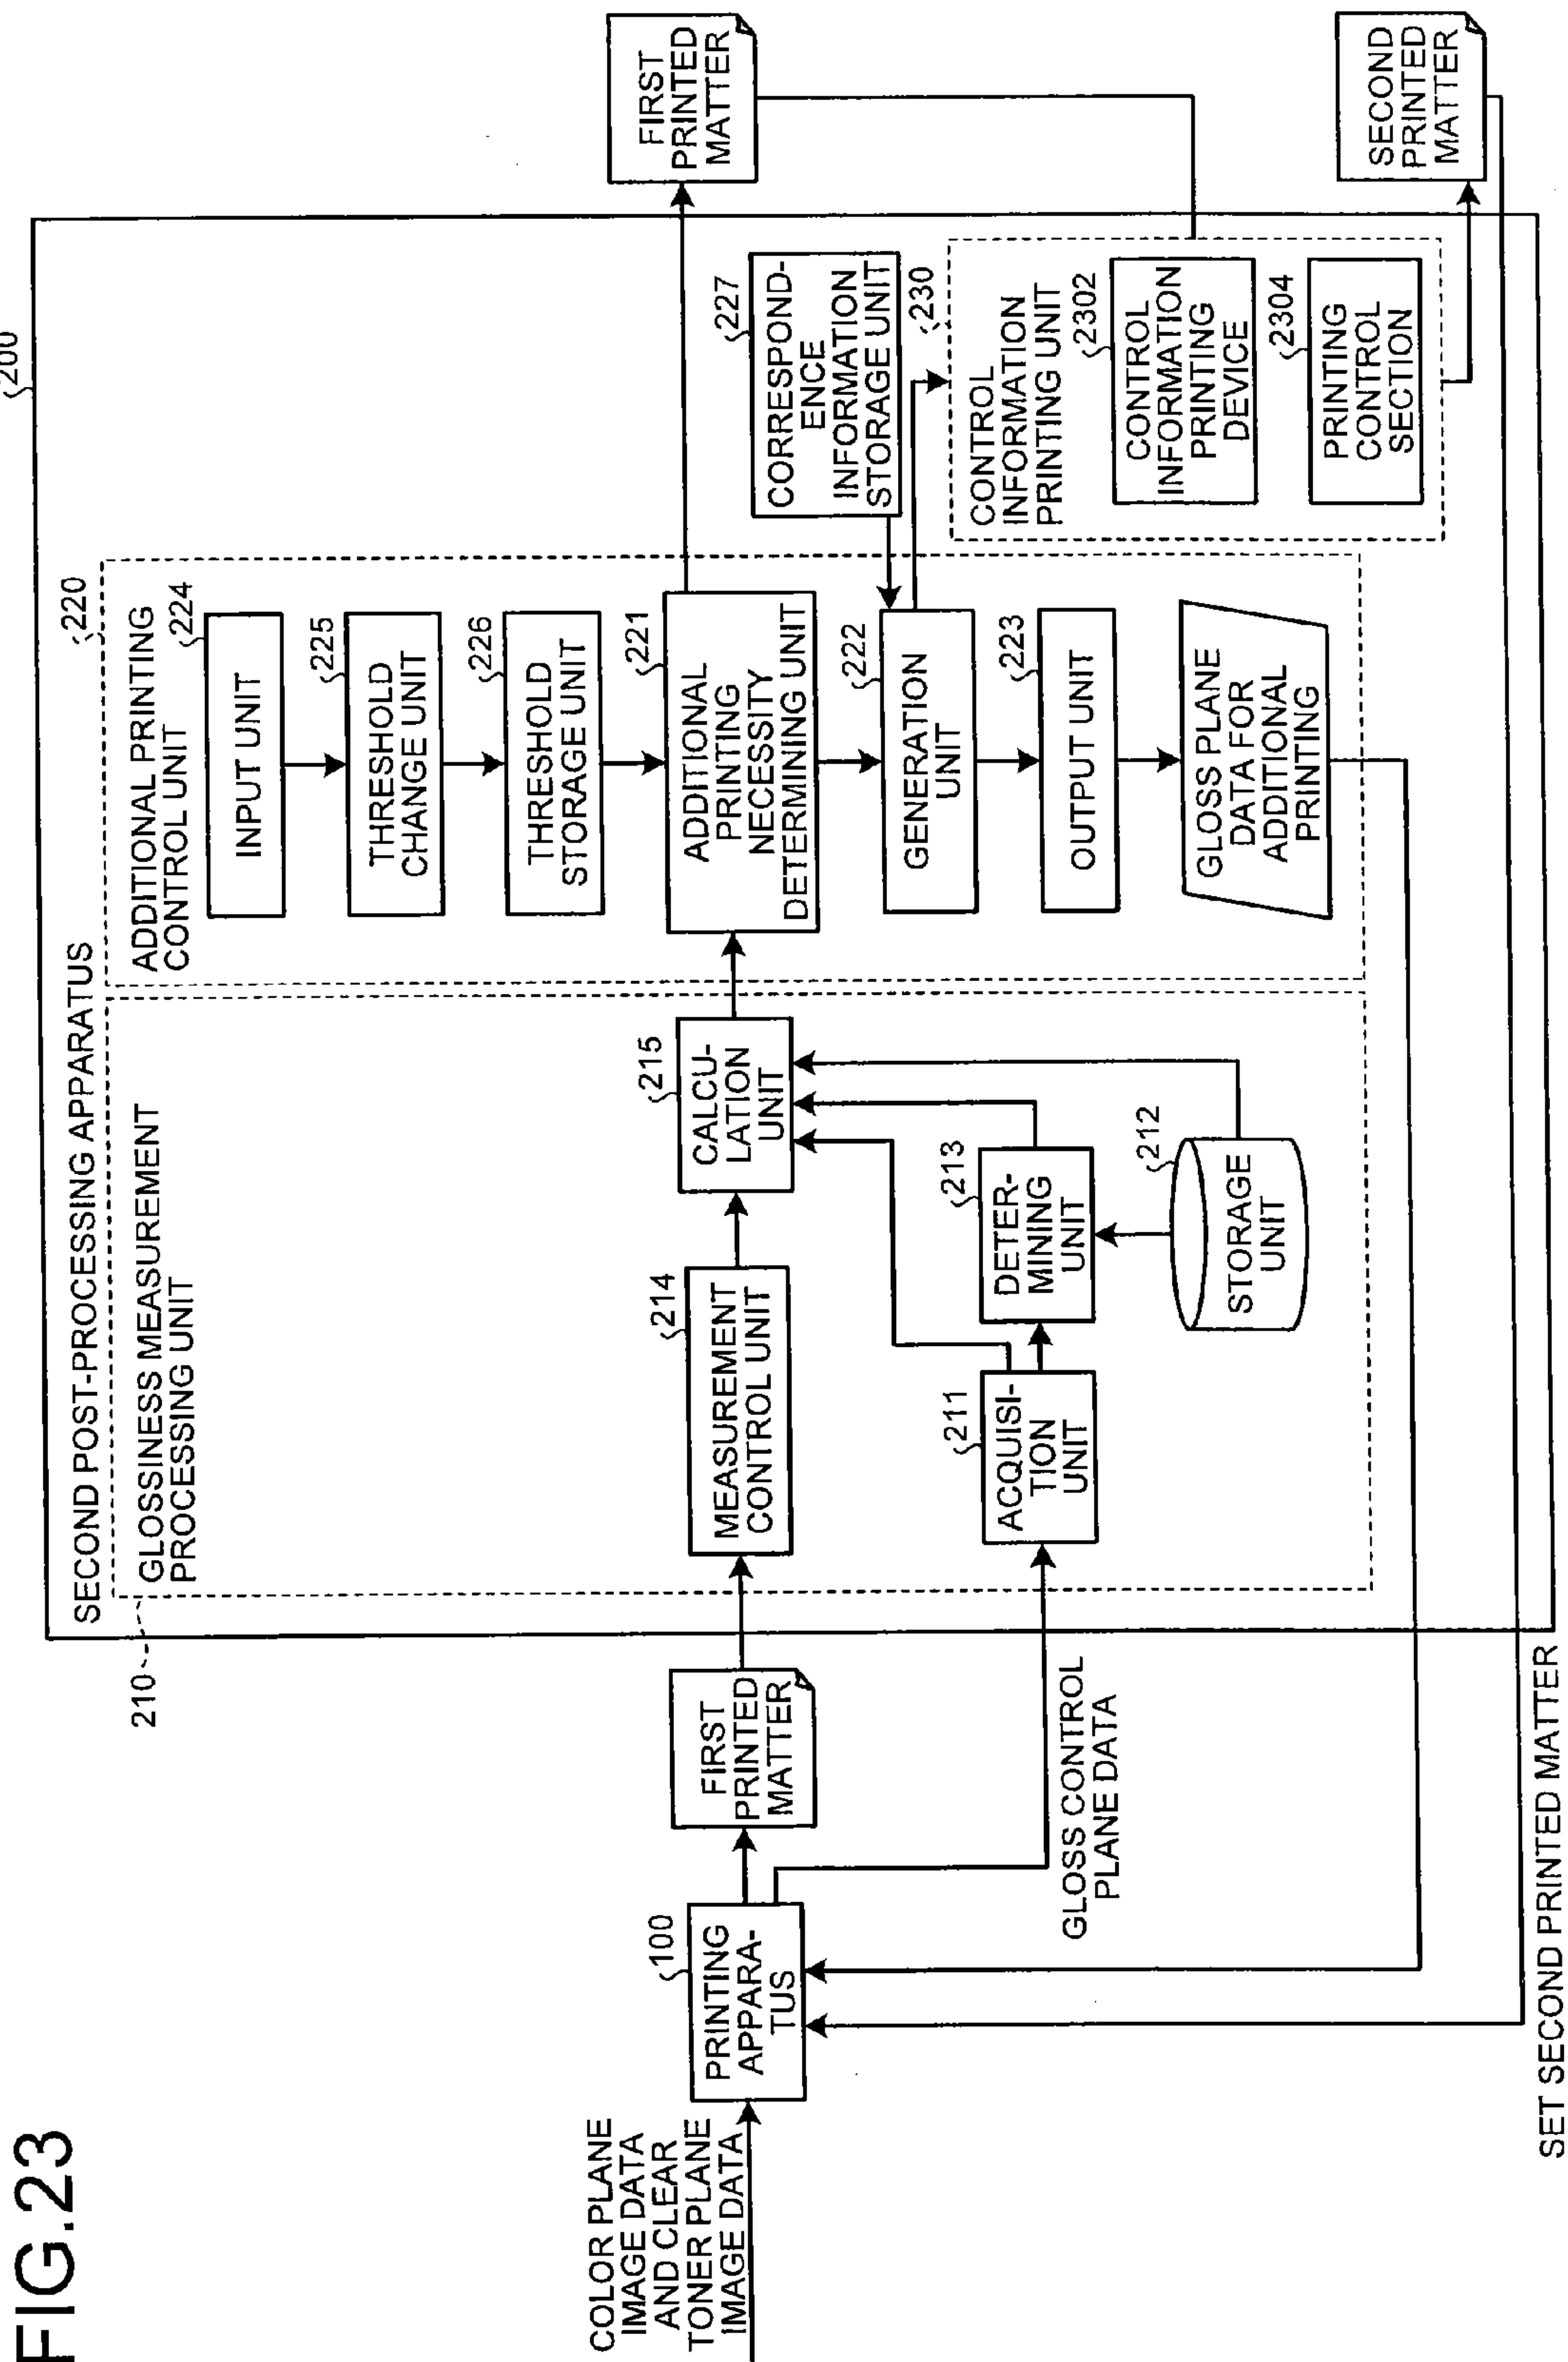 FIG.23
COLOR PLANE
IMAGE DATA
AND CLEAR
TONER PLANE
IMAGE DATA
100
PRINTING
APPARA-
TUS
FIRST
PRINTED
MATTER
GLOSS CONTROL
PLANE DATA
SET SECOND PRINTED MATTER
200
SECOND POST-PROCESSING APPARATUS
210
GLOSSINESS MEASUREMENT
PROCESSING UNIT
214
MEASUREMENT
CONTROL UNIT
211
ACQUISI-
TION
UNIT
215
CALCU-
LATION
UNIT
213
DETER-
MINING
UNIT
212
STORAGE
UNIT
220
ADDITIONAL PRINTING
CONTROL UNIT
224
INPUT UNIT
225
THRESHOLD
CHANGE UNIT
226
THRESHOLD
STORAGE UNIT
221
ADDITIONAL
PRINTING
NECESSITY
DETERMINING UNIT
222
GENERATION
UNIT
223
OUTPUT UNIT
GLOSS PLANE
DATA FOR
ADDITIONAL
PRINTING
227
CORRESPOND-
ENCE
INFORMATION
STORAGE UNIT
230
CONTROL
INFORMATION
PRINTING UNIT
2302
CONTROL
INFORMATION
PRINTING
DEVICE
2304
PRINTING
CONTROL
SECTION
FIRST
PRINTED
MATTER
SECOND
PRINTED
MATTER